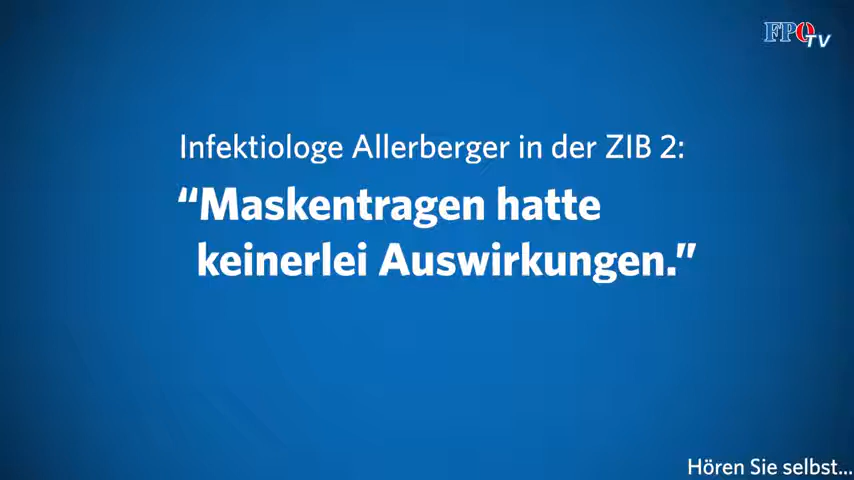 FPÖ TV
Infektiologe Allerberger in der ZIB 2:
“Maskentragen hatte
keinerlei Auswirkungen.”
Hören Sie selbst...